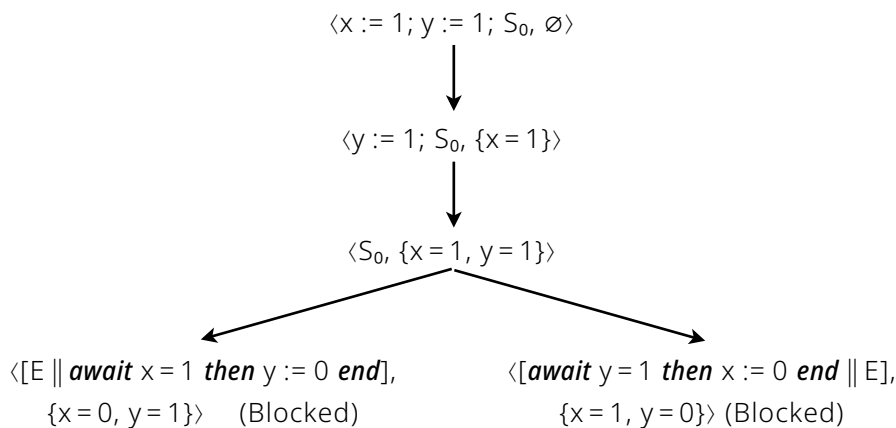 ⟨x := 1; y := 1; S₀, ∅⟩
⟨y := 1; S₀, {x = 1}⟩
⟨S₀, {x = 1, y = 1}⟩
⟨[E ∥ await x = 1 then y := 0 end],
{x = 0, y = 1}⟩ (Blocked)
⟨[await y = 1 then x := 0 end ∥ E],
{x = 1, y = 0}⟩ (Blocked)